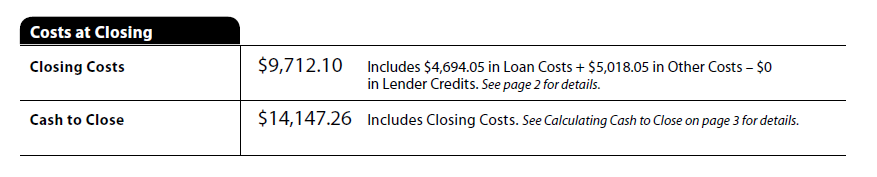 Costs at Closing
Closing Costs $9,712.10 Includes $4,694.05 in Loan Costs + $5,018.05 in Other Costs – $0
in Lender Credits. See page 2 for details.
Cash to Close $14,147.26 Includes Closing Costs. See Calculating Cash to Close on page 3 for details.